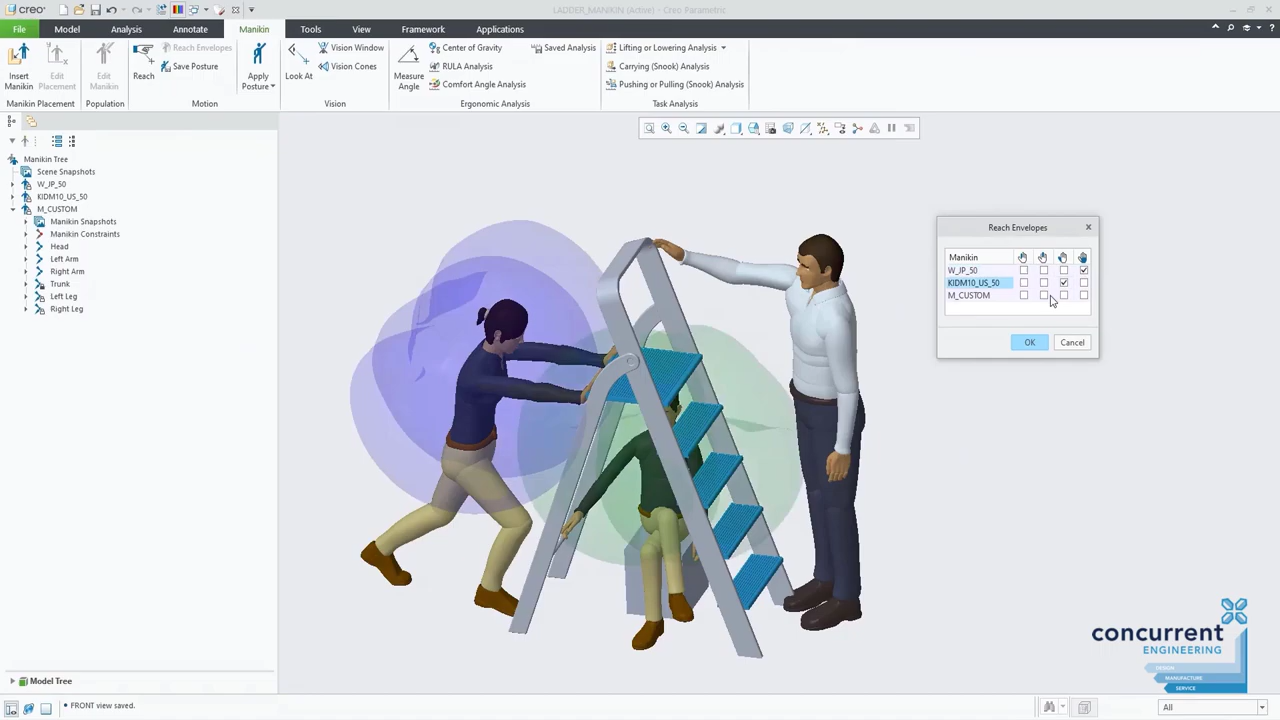 creo
LADDER_MANIKIN (Active) - Creo Parametric
File
Model
Analysis
Annotate
Manikin
Tools
Framework
Applications
Insert Manikin
Edit Placement
Edit Manikin
Reach
Reach Envelopes
Save Posture
Apply Posture
Look At
Vision Window
Vision Cones
Measure Angle
Center of Gravity
RULA Analysis
Comfort Angle Analysis
Saved Analysis
Lifting or Lowering Analysis
Carrying (Snook) Analysis
Pushing or Pulling (Snook) Analysis
Manikin Placement
Population
Motion
Vision
Ergonomic Analysis
Task Analysis
Manikin Tree
Scene Snapshots
W_JP_50
KIDM10_US_50
M_CUSTOM
Manikin Snapshots
Manikin Constraints
Head
Left Arm
Right Arm
Trunk
Left Leg
Right Leg
Reach Envelopes
Manikin
W_JP_50
KIDM10_US_50
M_CUSTOM
OK
Cancel
concurrent
ENGINEERING
DESIGN
MANUFACTURE
SERVICE
Model Tree
FRONT view saved.
All